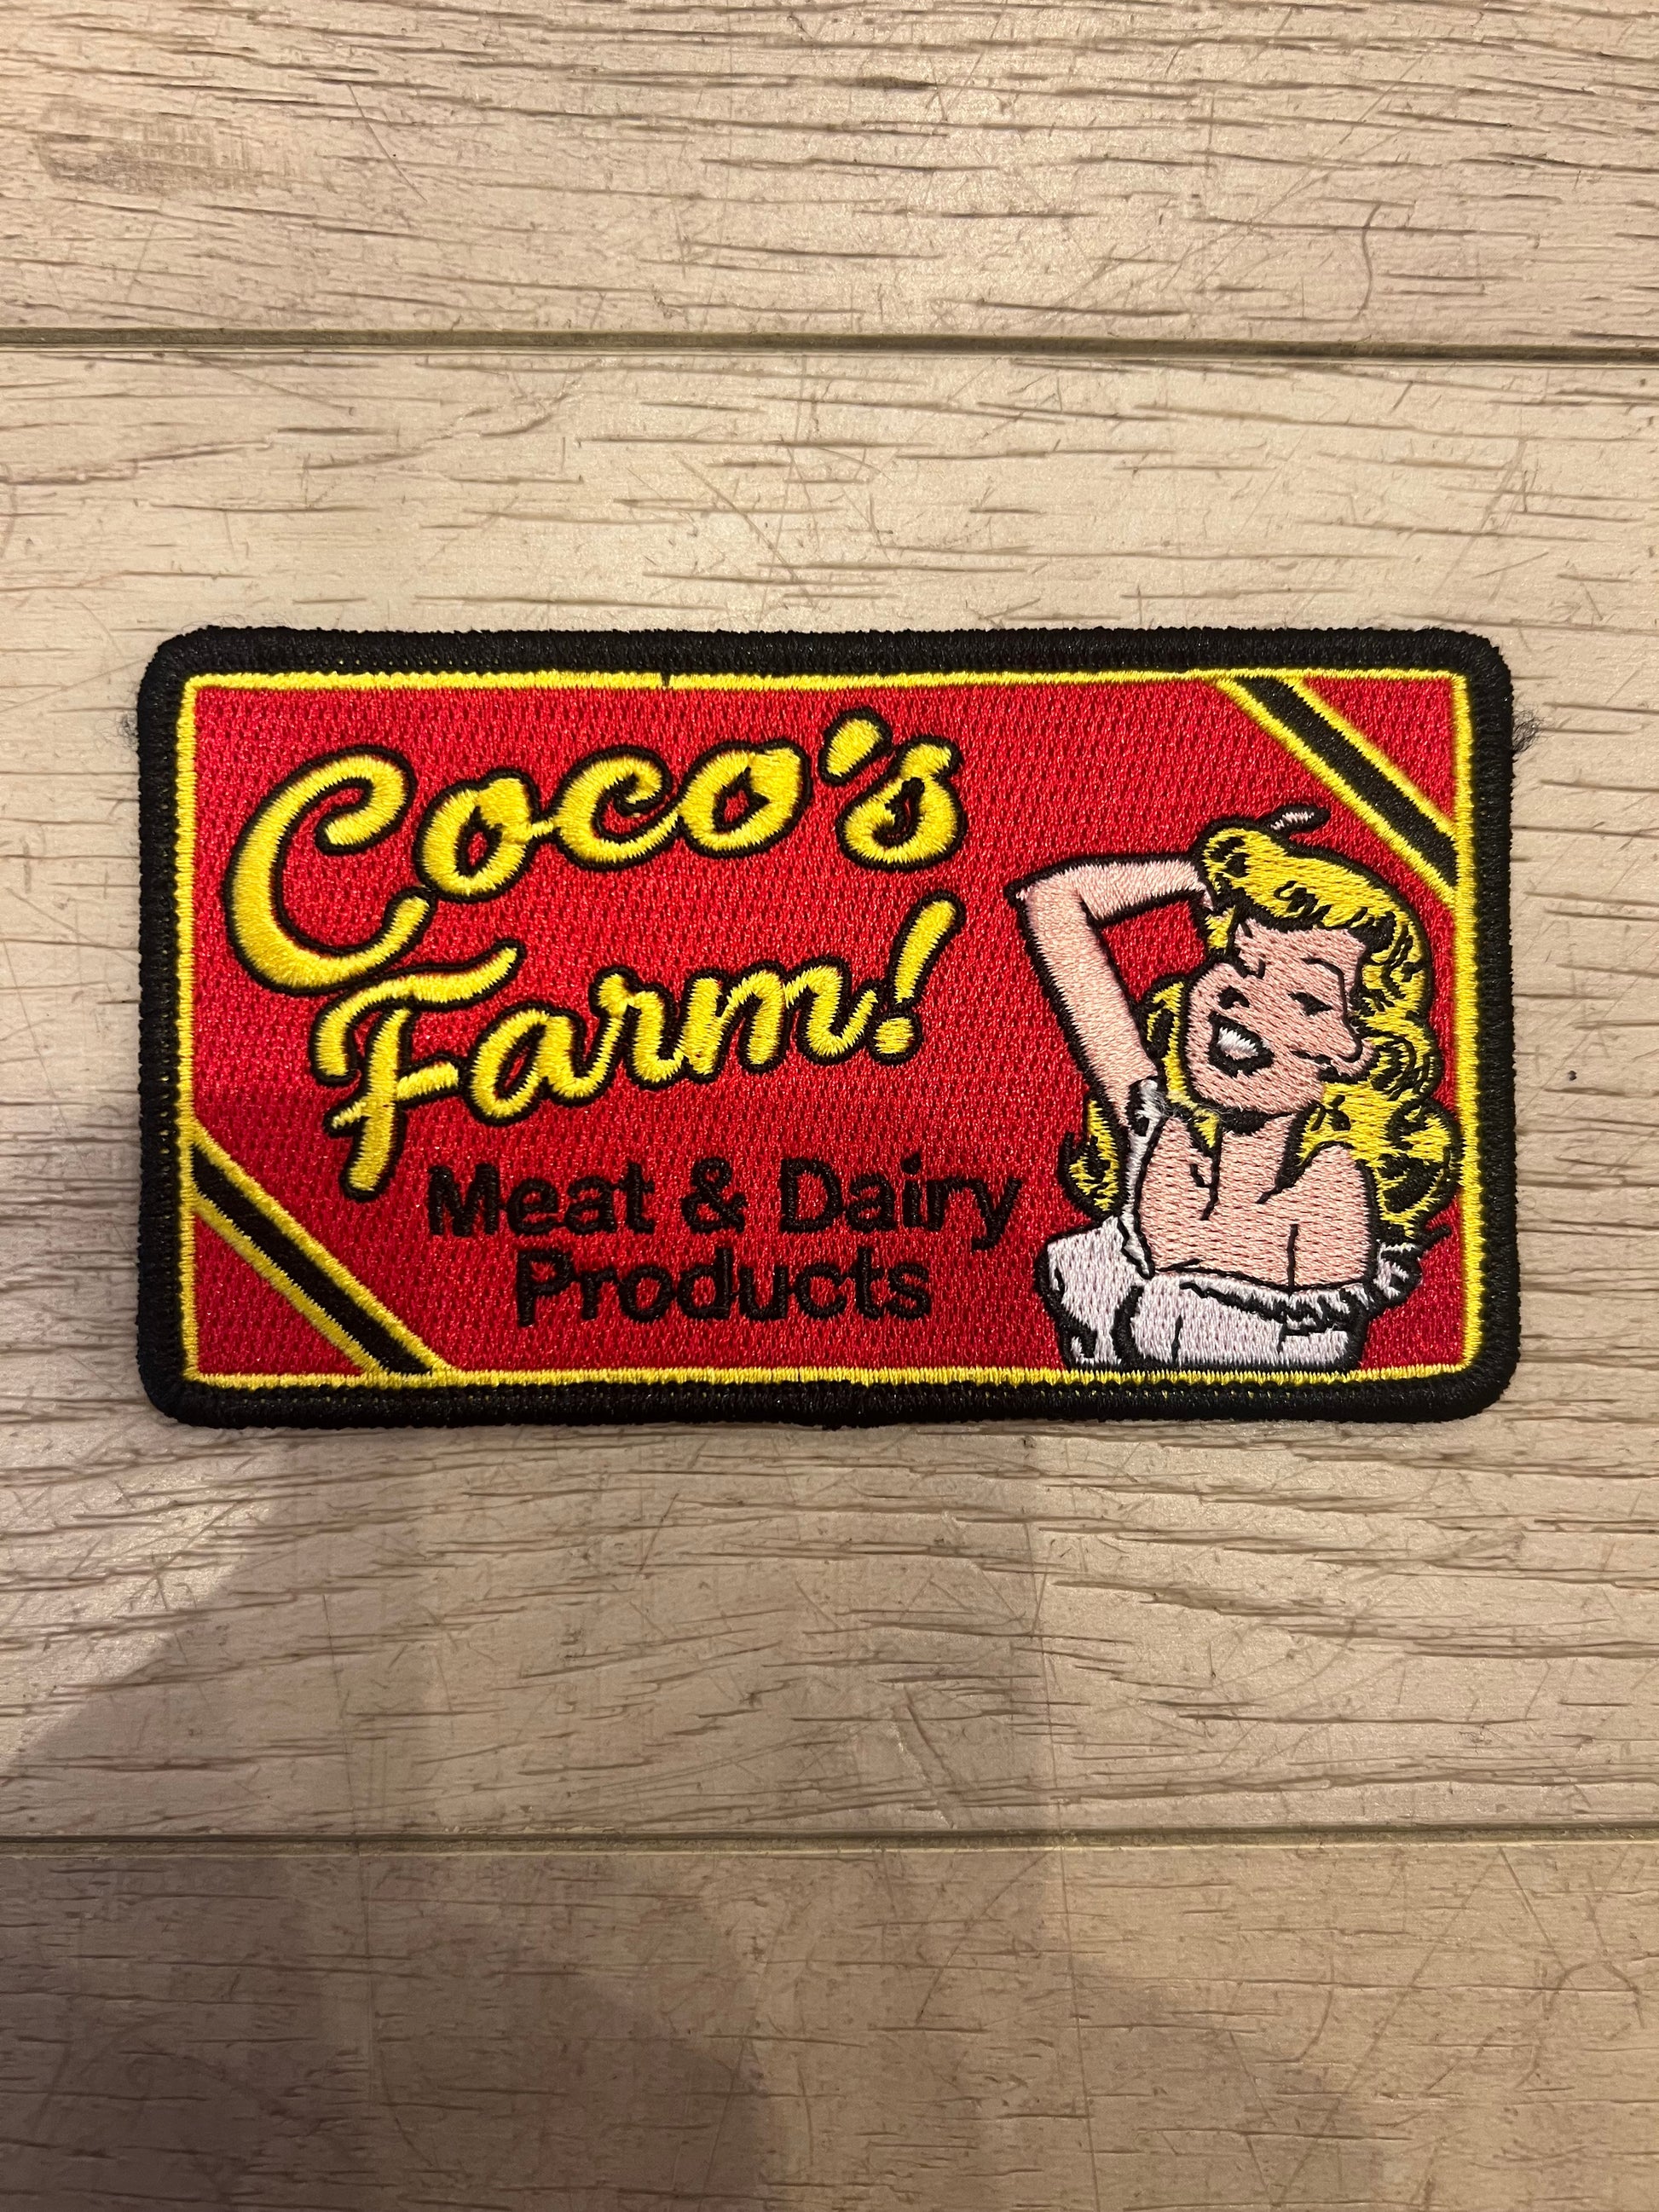 Coco's
Farm!
Meat & Dairy
Products